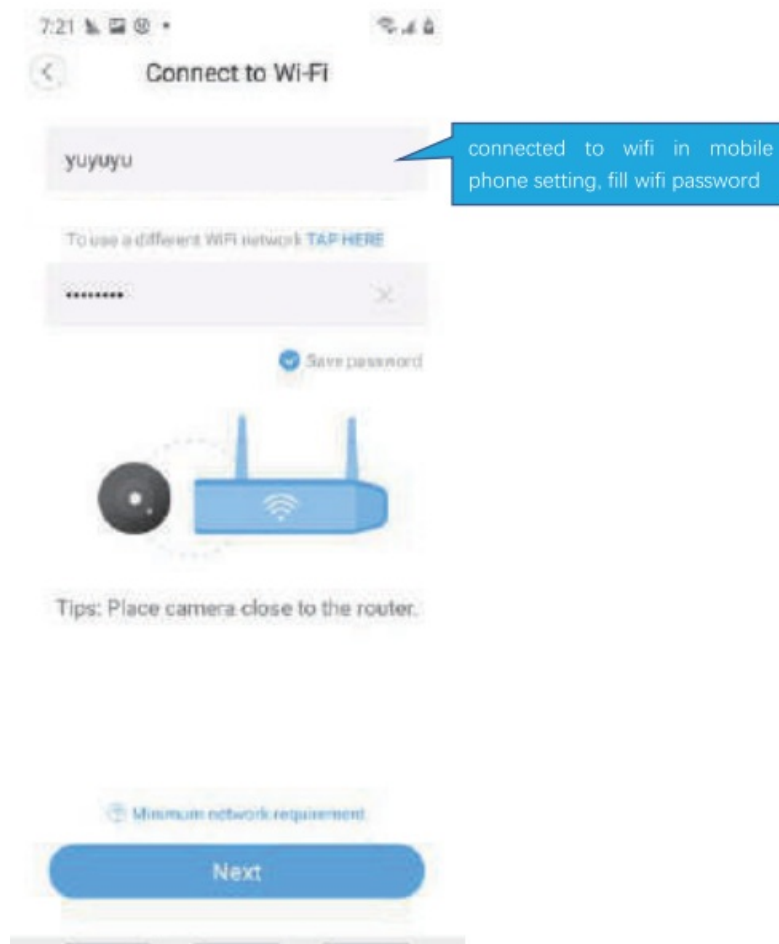 7:21
Connect to Wi-Fi
yuyuyu
connected to wifi in mobile
phone setting, fill wifi password
To use a different WiFi network TAP HERE
••••••••
Save password
Tips: Place camera close to the router.
Minimum network requirement
Next